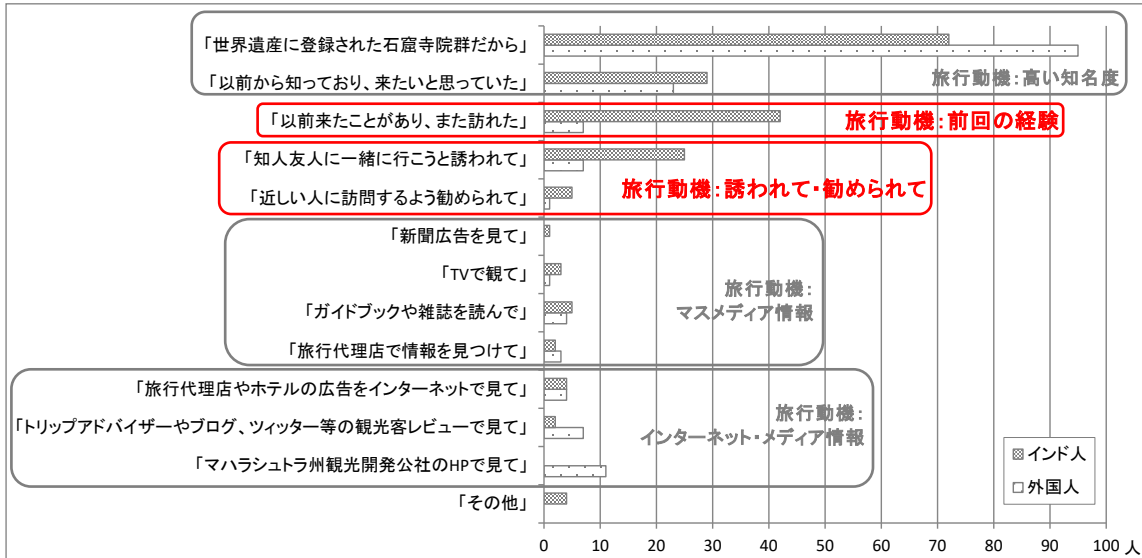 「世界遺産に登録された石窟寺院群だから」
「以前から知っており、来たいと思っていた」
旅行動機：高い知名度
「以前来たことがあり、また訪れた」
旅行動機：前回の経験
「知人友人に一緒に行こうと誘われて」
「近しい人に訪問するよう勧められて」
旅行動機：誘われて・勧められて
「新聞広告を見て」
「TVで観て」
「ガイドブックや雑誌を読んで」
「旅行代理店で情報を見つけて」
旅行動機：
マスメディア情報
「旅行代理店やホテルの広告をインターネットで見て」
「トリップアドバイザーやブログ、ツィッター等の観光客レビューで見て」
「マハラシュトラ州観光開発公社のHPで見て」
旅行動機：
インターネット・メディア情報
「その他」
インド人
外国人
0 10 20 30 40 50 60 70 80 90 100 人